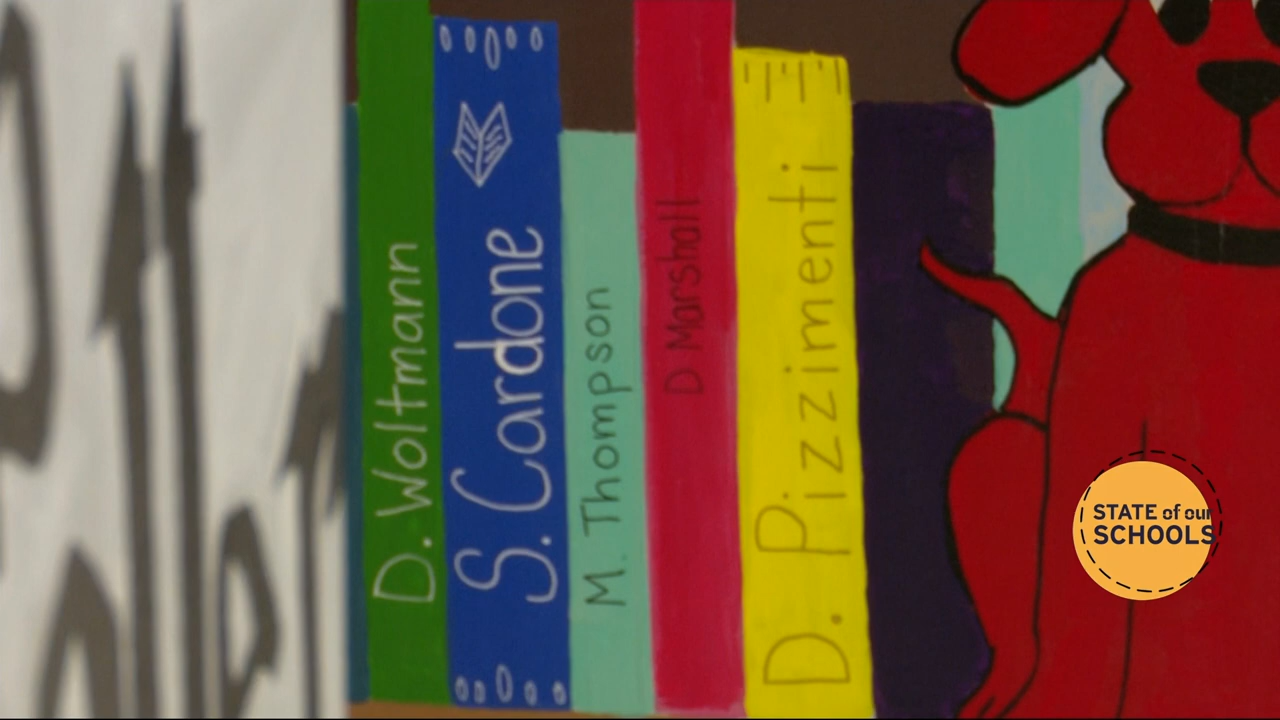 D. Woltmann
S. Cardone
M. Thompson
D Marshall
D. Pizzimenti
STATE of our
SCHOOLS